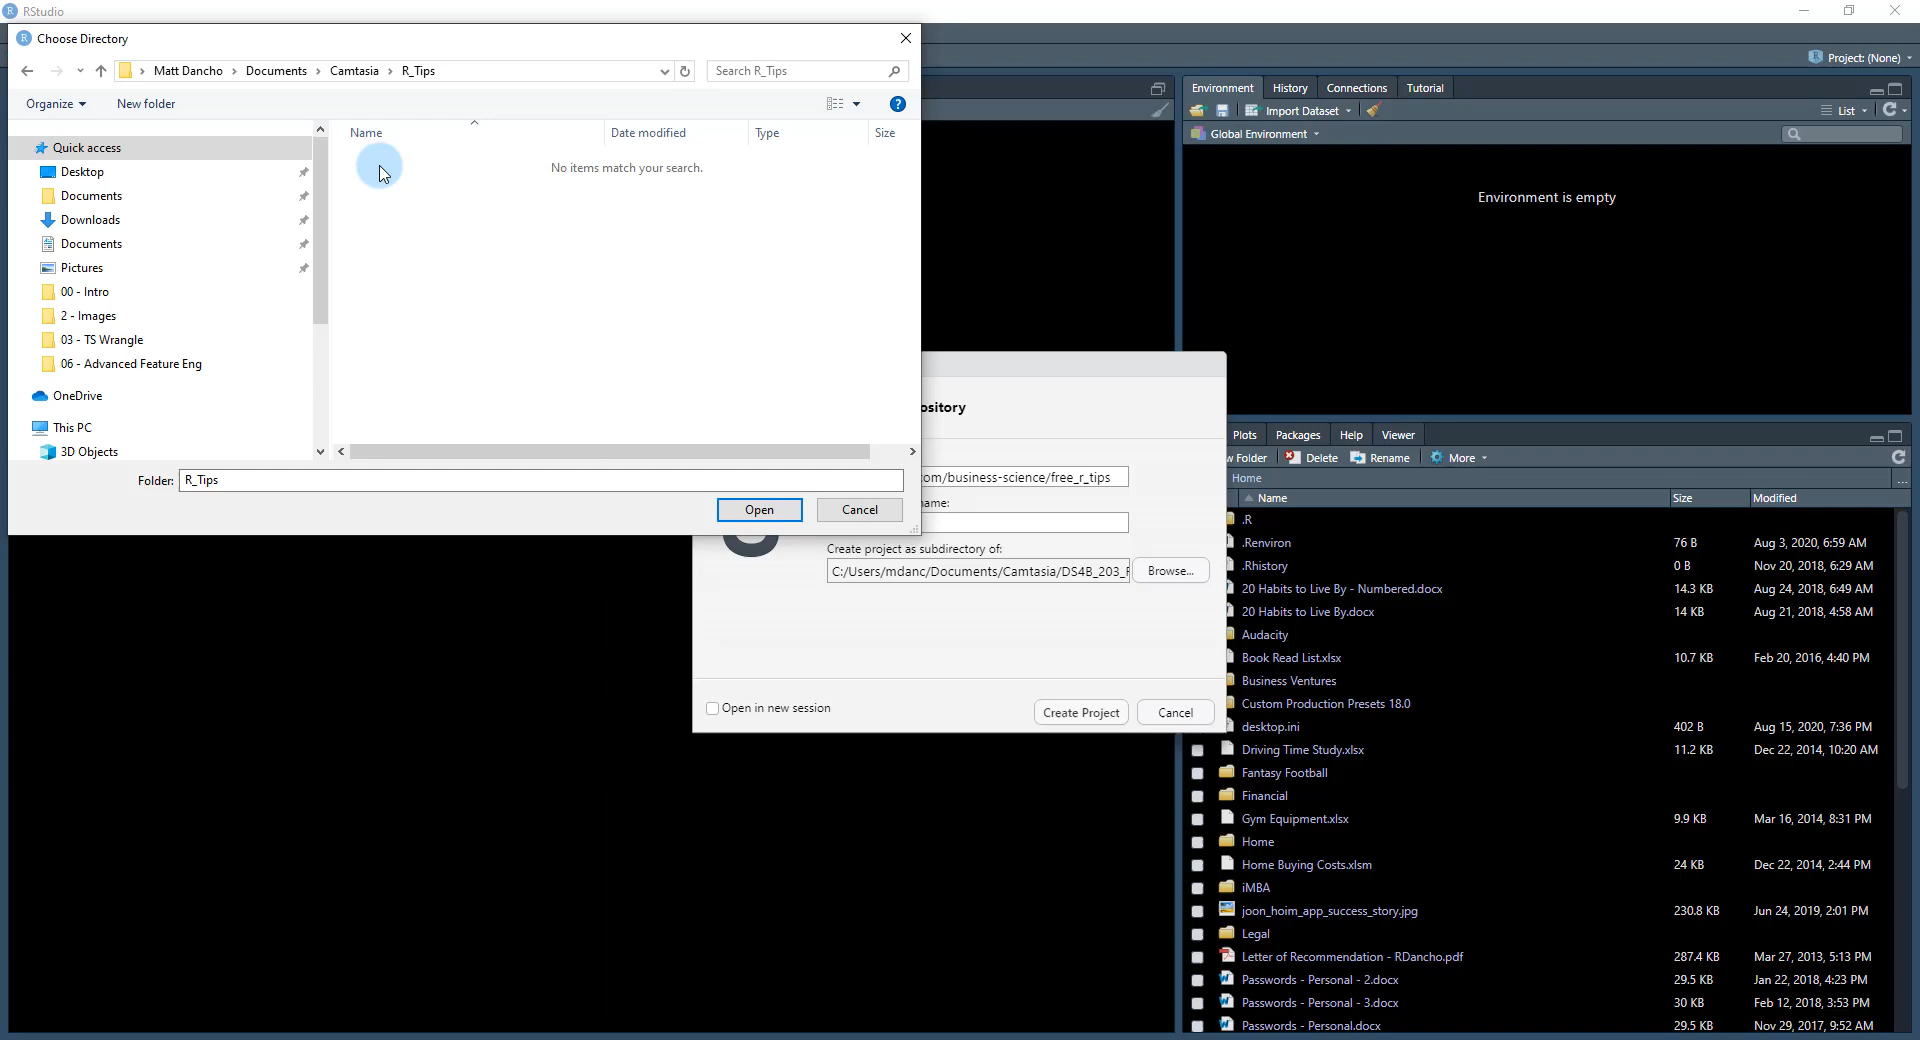 RStudio
Choose Directory
Matt Dancho > Documents > Camtasia > R_Tips
Search R_Tips
Organize
New folder
Name
Date modified
Type
Size
No items match your search.
Quick access
Desktop
Documents
Downloads
Documents
Pictures
00 - Intro
2 - Images
03 - TS Wrangle
06 - Advanced Feature Eng
OneDrive
This PC
3D Objects
Folder: R_Tips
Open
Cancel
ository
om/business-science/free_r_tips
ame:
Create project as subdirectory of:
C:/Users/mdanc/Documents/Camtasia/DS4B_203_
Browse...
Open in new session
Create Project
Cancel
Project: (None)
Environment
History
Connections
Tutorial
Import Dataset
List
Global Environment
Environment is empty
Plots
Packages
Help
Viewer
w Folder
Delete
Rename
More
Home
Name
Size
Modified
.R
.Renviron 76 B Aug 3, 2020, 6:59 AM
.Rhistory 0 B Nov 20, 2018, 6:29 AM
20 Habits to Live By - Numbered.docx 14.3 KB Aug 24, 2018, 6:49 AM
20 Habits to Live By.docx 14 KB Aug 21, 2018, 4:58 AM
Audacity
Book Read List.xlsx 10.7 KB Feb 20, 2016, 4:40 PM
Business Ventures
Custom Production Presets 18.0
desktop.ini 402 B Aug 15, 2020, 7:36 PM
Driving Time Study.xlsx 11.2 KB Dec 22, 2014, 10:20 AM
Fantasy Football
Financial
Gym Equipment.xlsx 9.9 KB Mar 16, 2014, 8:31 PM
Home
Home Buying Costs.xlsm 24 KB Dec 22, 2014, 2:44 PM
iMBA
joon_hoim_app_success_story.jpg 230.8 KB Jun 24, 2019, 2:01 PM
Legal
Letter of Recommendation - RDancho.pdf 287.4 KB Mar 27, 2013, 5:13 PM
Passwords - Personal - 2.docx 29.5 KB Jan 22, 2018, 4:23 PM
Passwords - Personal - 3.docx 30 KB Feb 12, 2018, 3:53 PM
Passwords - Personal.docx 29.5 KB Nov 29, 2017, 9:52 AM